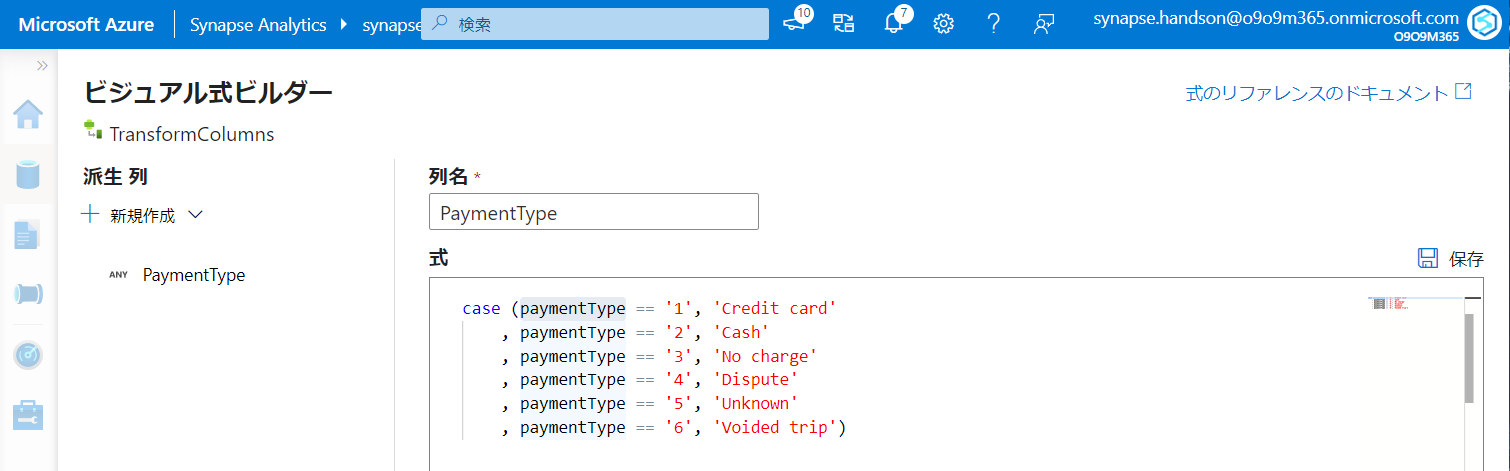 Microsoft Azure
Synapse Analytics
synapse
検索
10
7
synapse.handson@o9o9m365.onmicrosoft.com
O9O9M365
ビジュアル式ビルダー
式のリファレンスのドキュメント
TransformColumns
派生 列
列名 *
新規作成
PaymentType
式
保存
ANY PaymentType
case (paymentType == '1', 'Credit card'
, paymentType == '2', 'Cash'
, paymentType == '3', 'No charge'
, paymentType == '4', 'Dispute'
, paymentType == '5', 'Unknown'
, paymentType == '6', 'Voided trip')